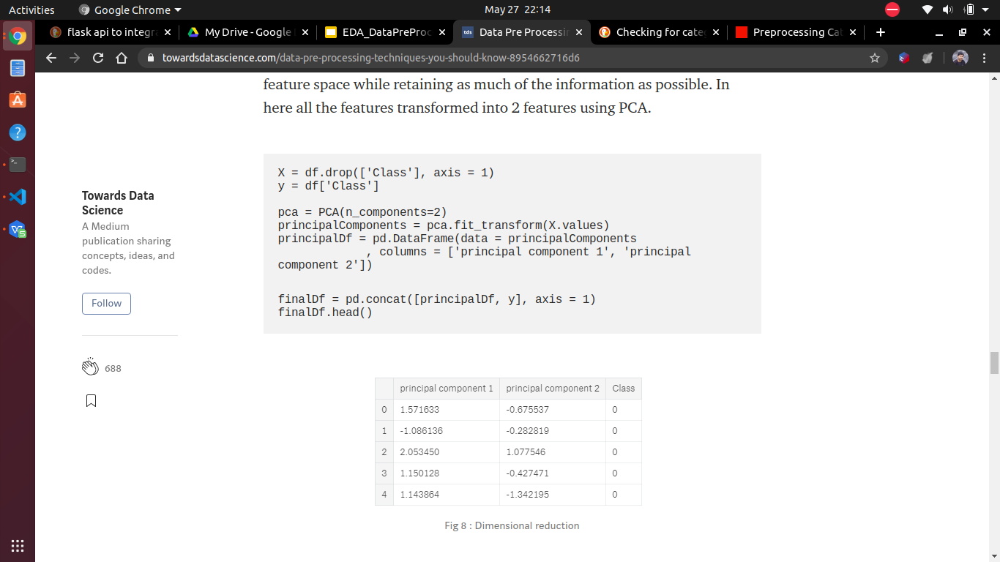 Activities
Google Chrome
May 27 22:14
flask api to integra
My Drive - Google
EDA_DataPreProc
tds
Data Pre Processin
Checking for cate
Preprocessing Cat
towardsdatascience.com/data-pre-processing-techniques-you-should-know-8954662716d6
feature space while retaining as much of the information as possible. In
here all the features transformed into 2 features using PCA.
X = df.drop(['Class'], axis = 1)
y = df['Class']
pca = PCA(n_components=2)
principalComponents = pca.fit_transform(X.values)
principalDf = pd.DataFrame(data = principalComponents
, columns = ['principal component 1', 'principal
component 2'])
finalDf = pd.concat([principalDf, y], axis = 1)
finalDf.head()
Towards Data
Science
A Medium
publication sharing
concepts, ideas, and
codes.
Follow
688
principal component 1 principal component 2 Class
0 1.571633 -0.675537 0
1 -1.086136 -0.282819 0
2 2.053450 1.077546 0
3 1.150128 -0.427471 0
4 1.143864 -1.342195 0
Fig 8 : Dimensional reduction